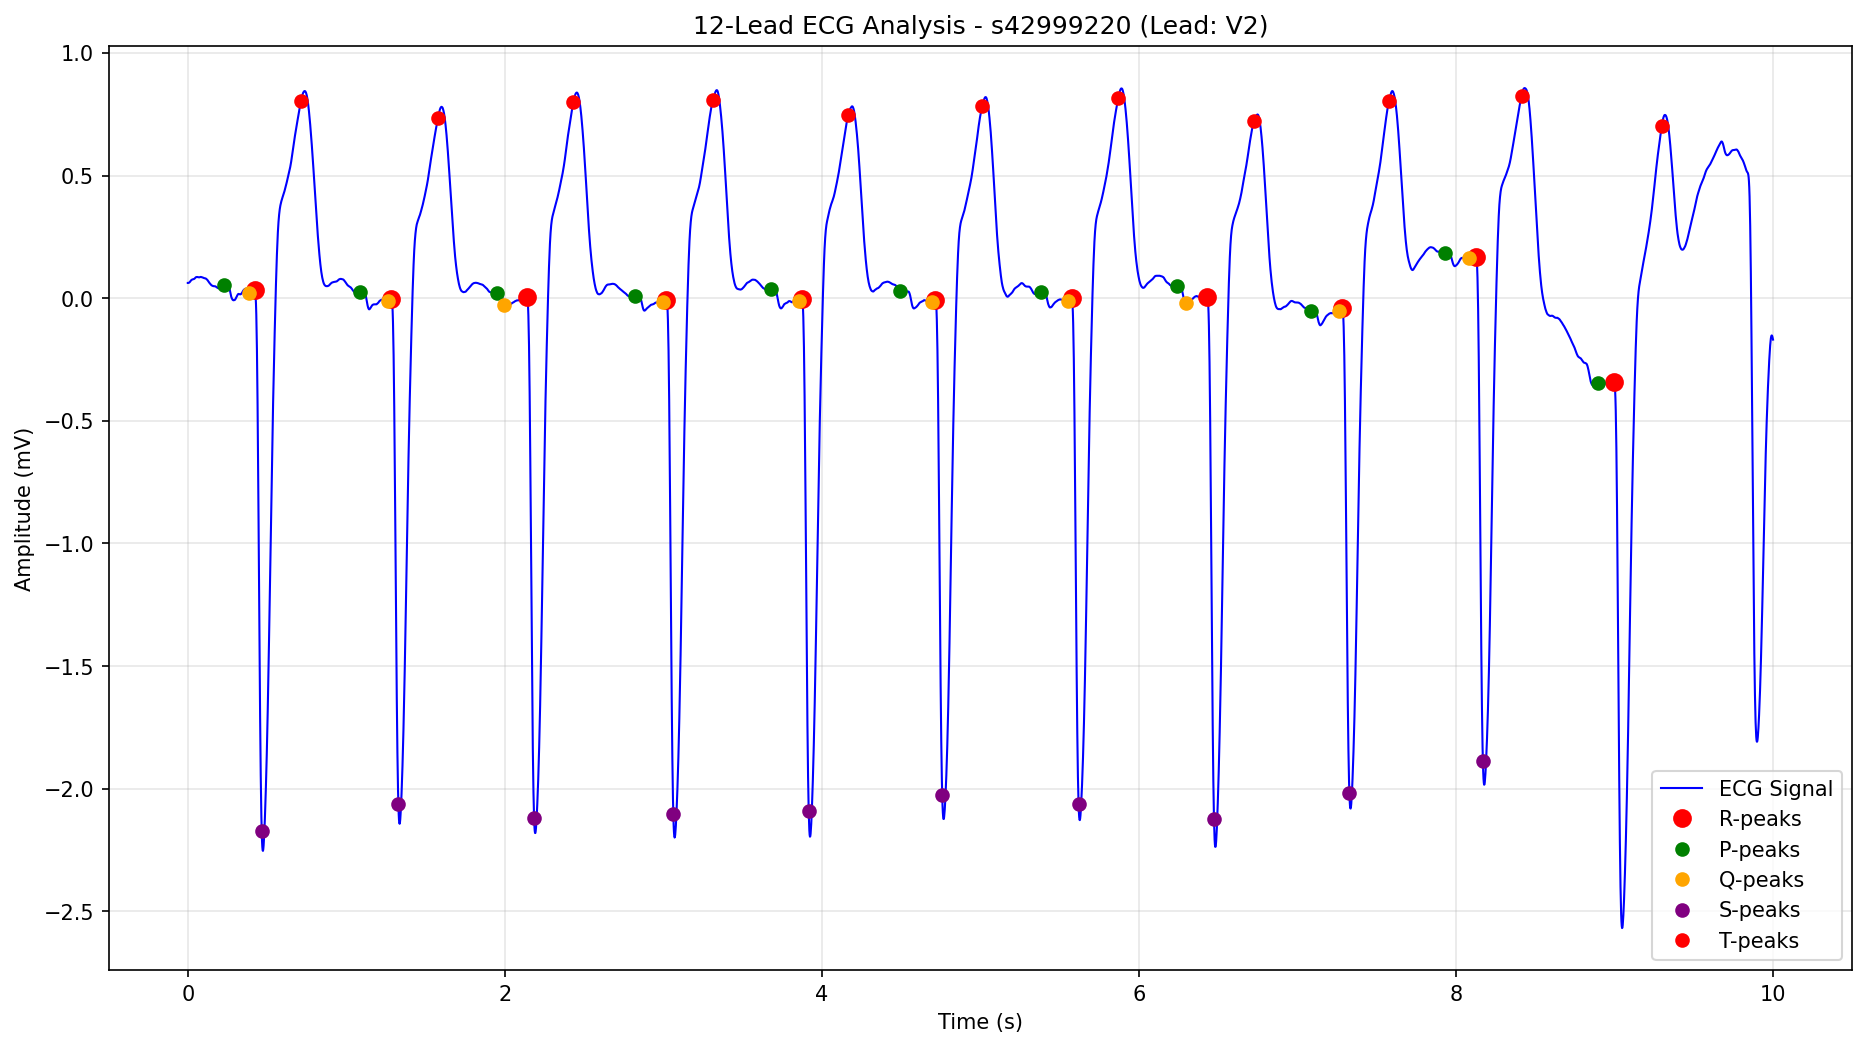 12-Lead ECG Analysis - s42999220 (Lead: V2)
1.0
0.5
0.0
−0.5
−1.0
−1.5
−2.0
−2.5
Amplitude (mV)
ECG Signal
R-peaks
P-peaks
Q-peaks
S-peaks
T-peaks
0 2 4 6 8 10
Time (s)